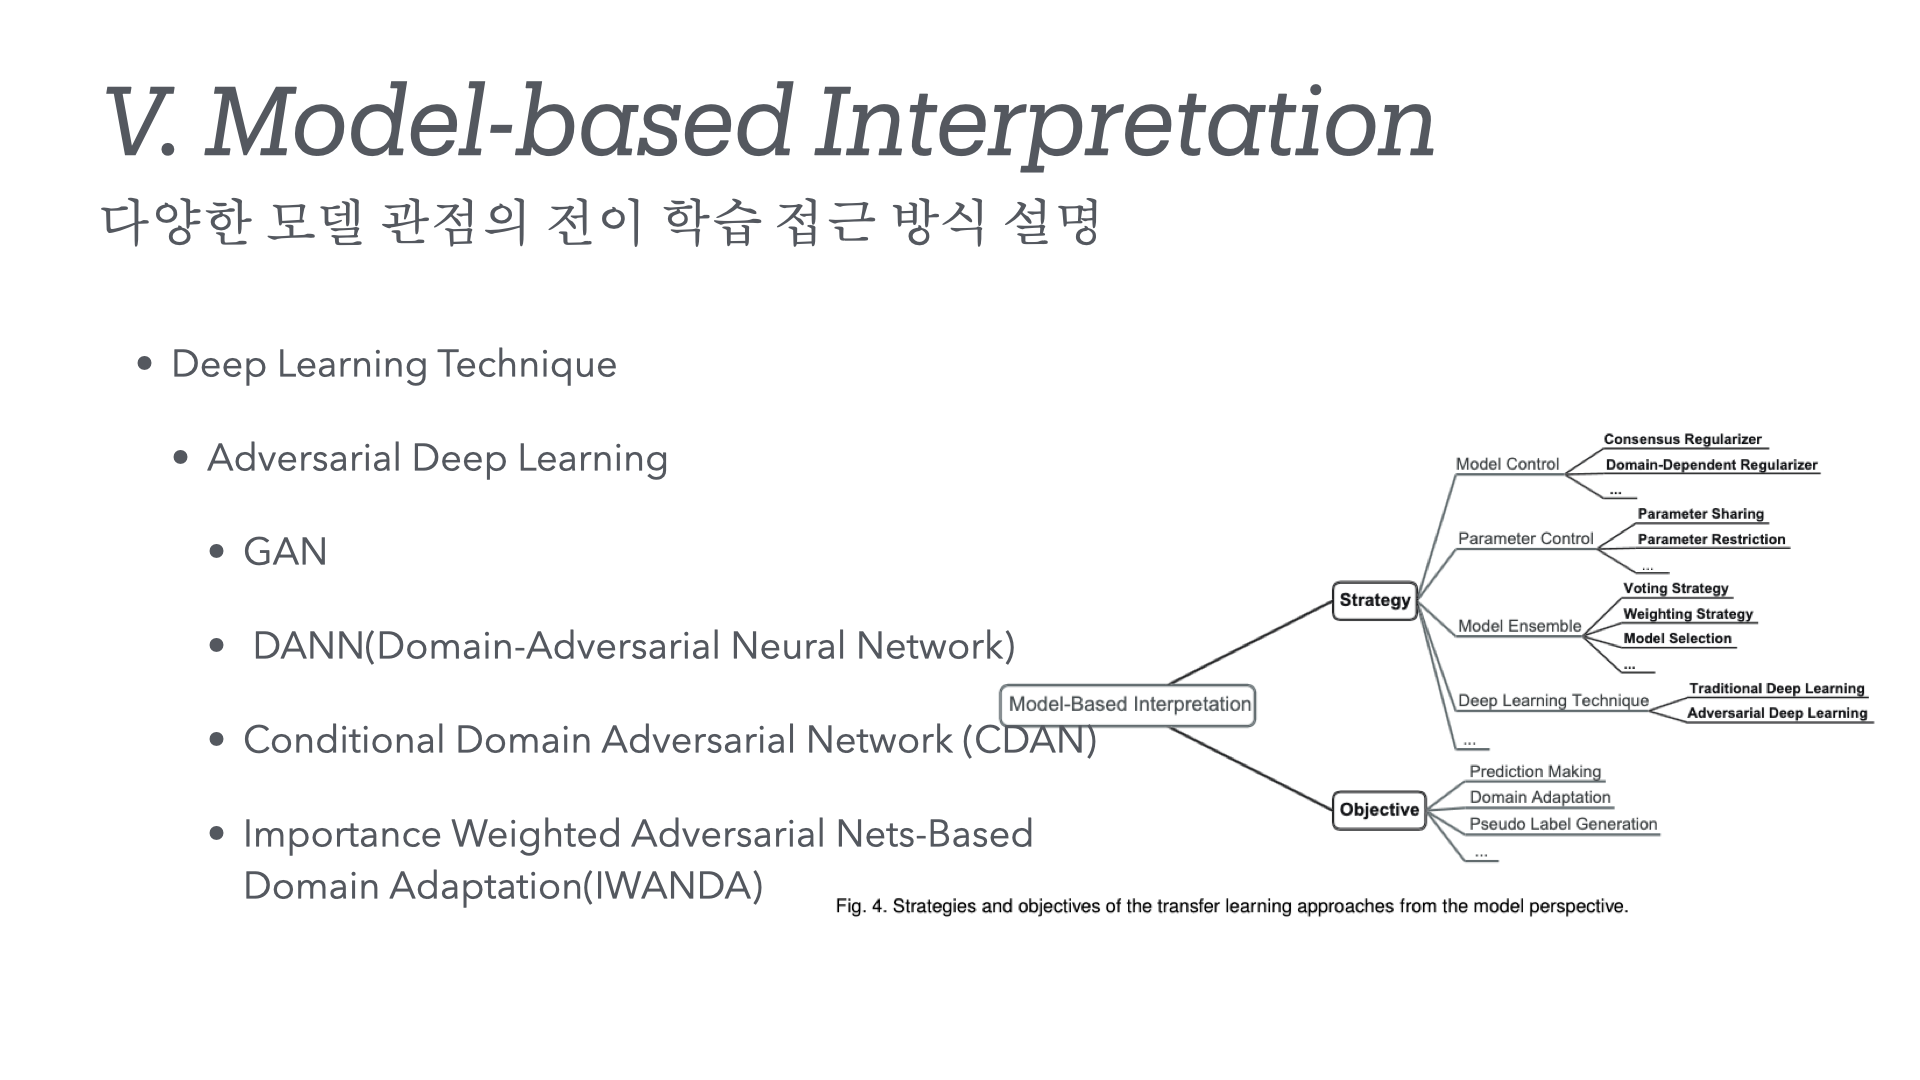 V. Model-based Interpretation
다양한 모델 관점의 전이 학습 접근 방식 설명
• Deep Learning Technique
• Adversarial Deep Learning
• GAN
• DANN(Domain-Adversarial Neural Network)
• Conditional Domain Adversarial Network (CDAN)
• Importance Weighted Adversarial Nets-Based
Domain Adaptation(IWANDA)
Model-Based Interpretation
Strategy
Model Control
Consensus Regularizer
Domain-Dependent Regularizer
...
Parameter Control
Parameter Sharing
Parameter Restriction
...
Model Ensemble
Voting Strategy
Weighting Strategy
Model Selection
...
Deep Learning Technique
Traditional Deep Learning
Adversarial Deep Learning
...
Objective
Prediction Making
Domain Adaptation
Pseudo Label Generation
...
Fig. 4. Strategies and objectives of the transfer learning approaches from the model perspective.